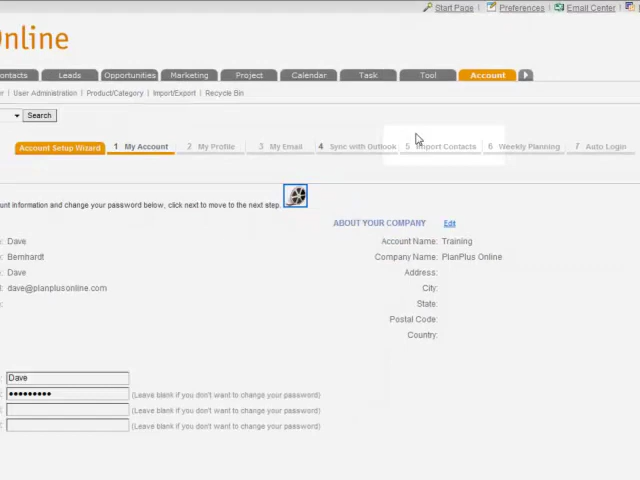 Start Page Preferences Email Center
Online
ontacts Leads Opportunities Marketing Project Calendar Task Tool Account
r | User Administration | Product/Category | Import/Export | Recycle Bin
Search
Account Setup Wizard 1 My Account 2 My Profile 3 My Email 4 Sync with Outlook 5 Import Contacts 6 Weekly Planning 7 Auto Login
unt information and change your password below, click next to move to the next step.
ABOUT YOUR COMPANY Edit
: Dave Account Name: Training
: Bernhardt Company Name: PlanPlus Online
: Dave Address:
: dave@planplusonline.com City:
: State:
Postal Code:
Country:
: Dave
: ••••••••• (Leave blank if you don't want to change your password)
: (Leave blank if you don't want to change your password)
: (Leave blank if you don't want to change your password)